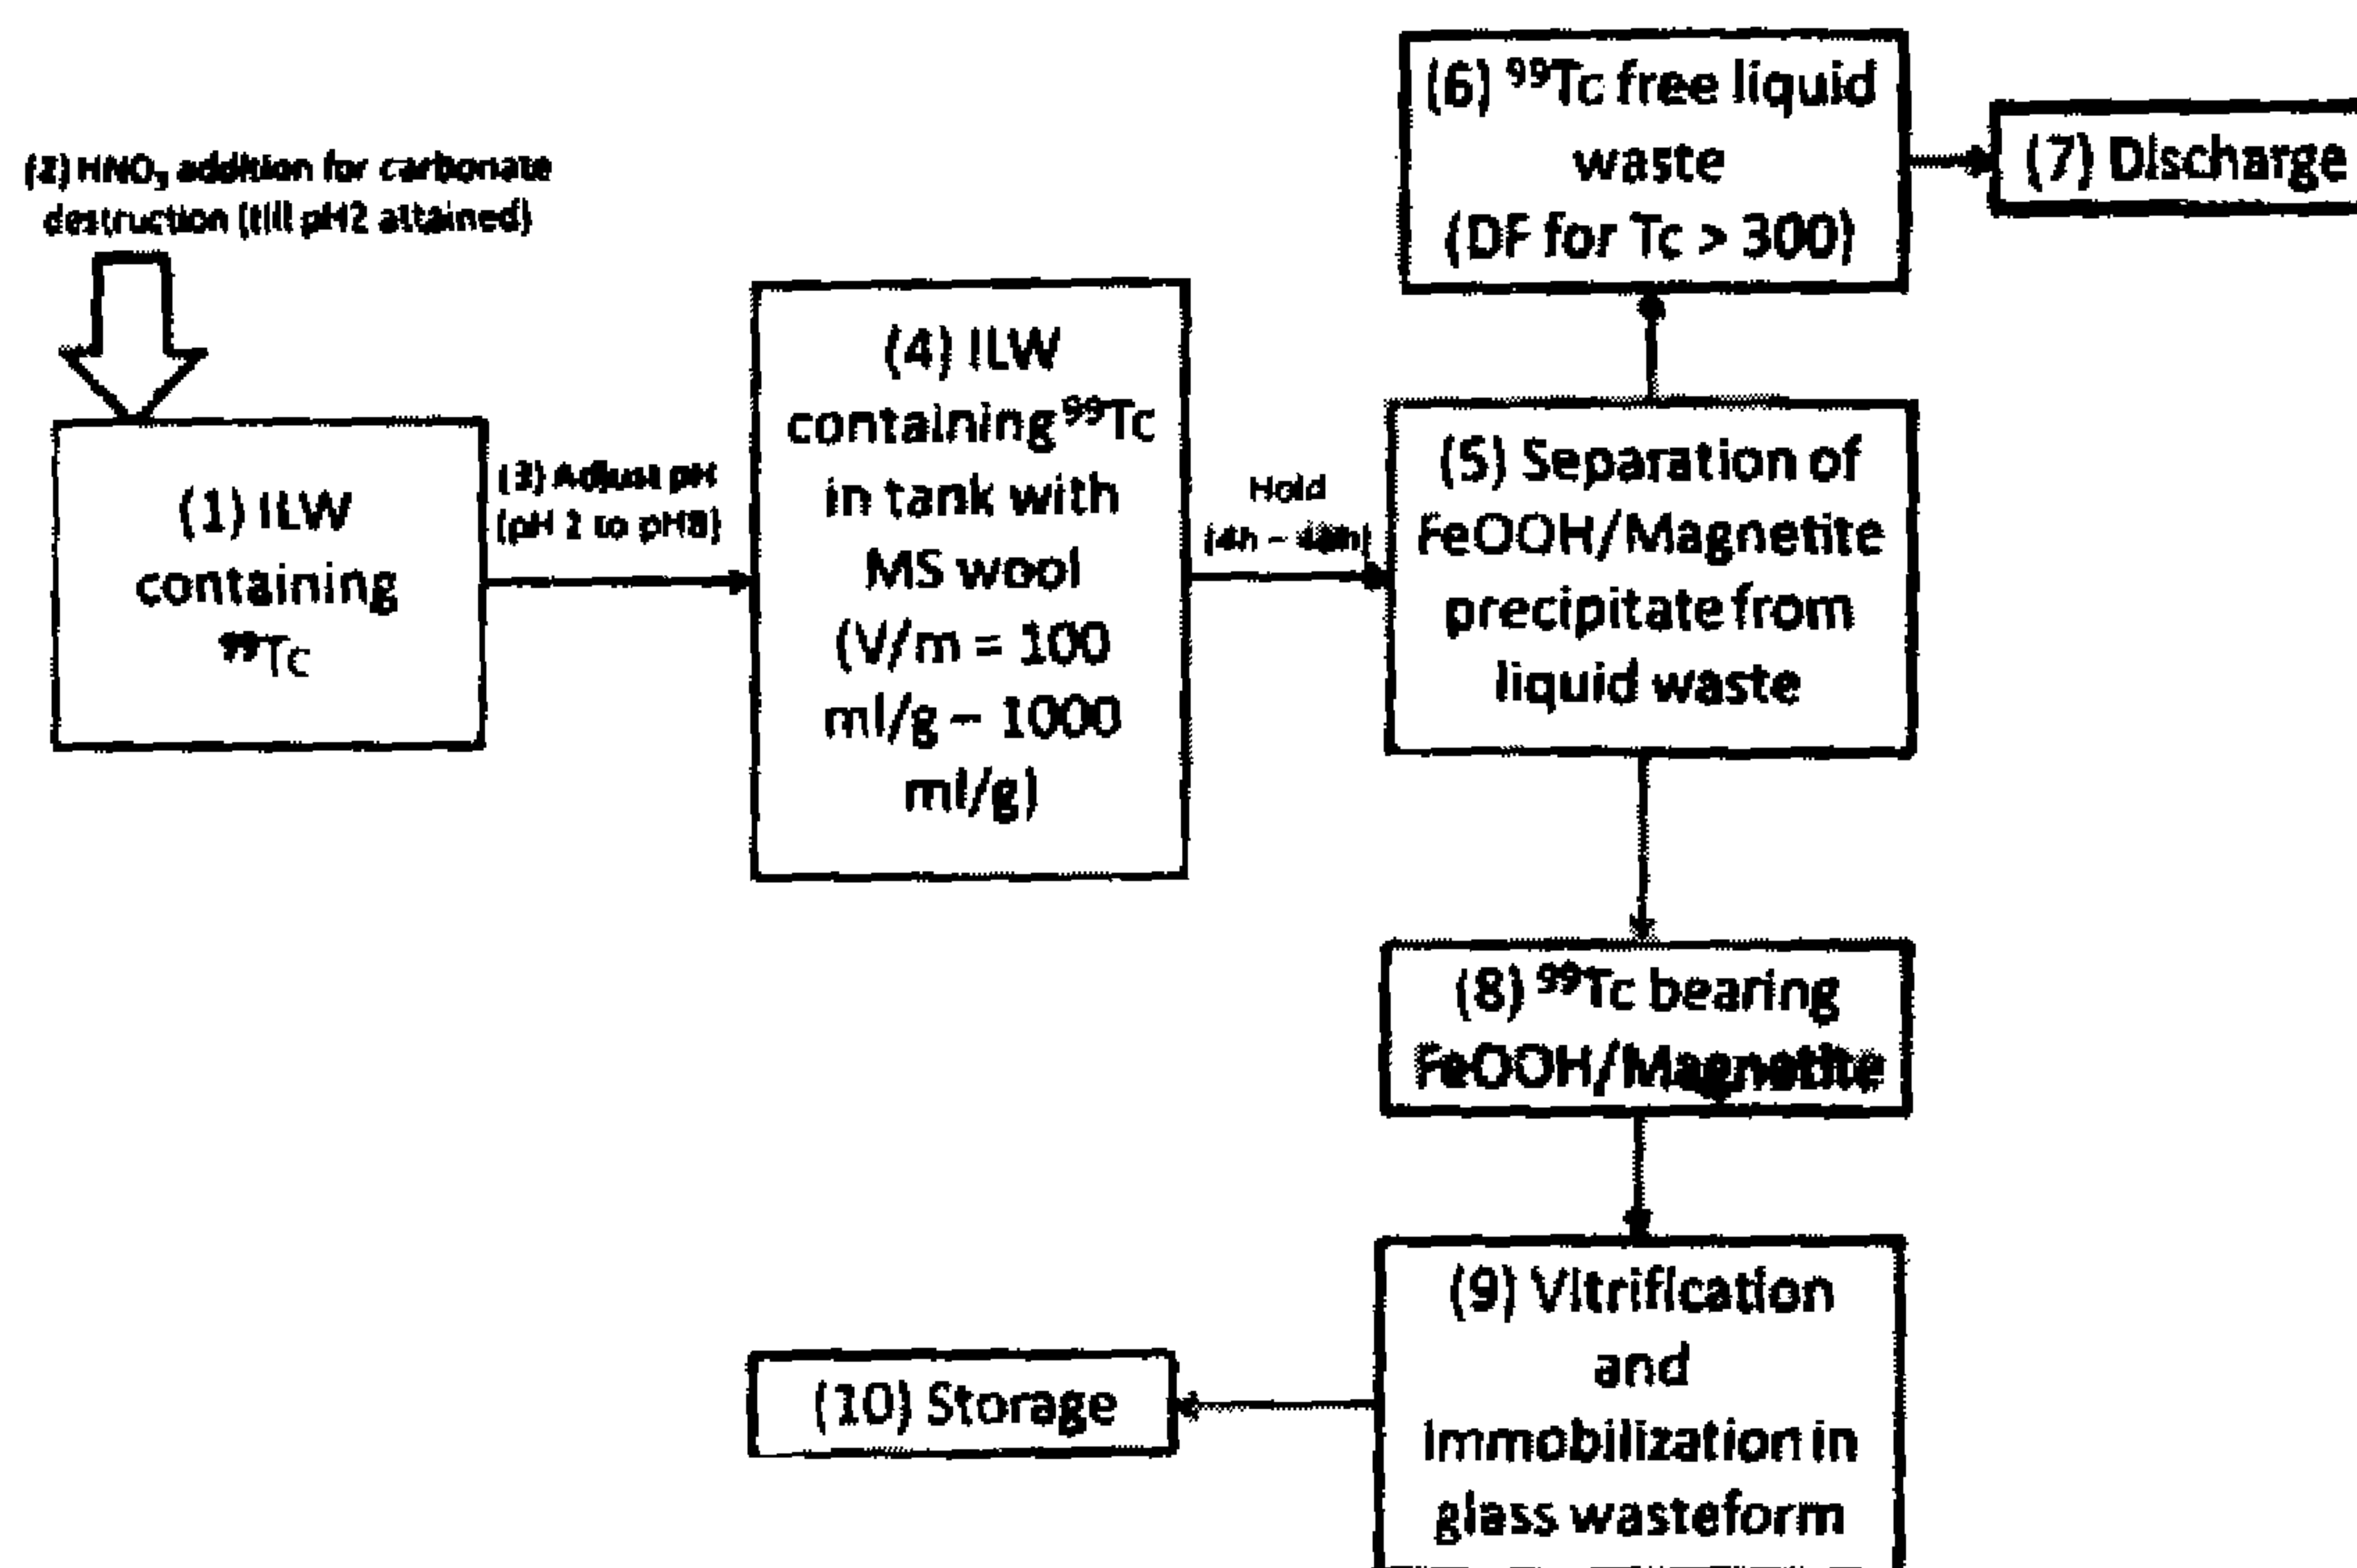 (2) HNO₃ addition for carbonate
destruction (till pH2 attained)
(1) ILW
containing
⁹⁹Tc
(3) Adjust pH
(pH 2 to pH8)
(4) ILW
containing ⁹⁹Tc
in tank with
MS wool
(V/m = 100
ml/g – 1000
ml/g)
Hold
(4h – 48h)
(5) Separation of
FeOOH/Magnetite
precipitate from
liquid waste
(6) ⁹⁹Tc free liquid
waste
(DF for Tc > 300)
(7) Discharge
(8) ⁹⁹Tc bearing
FeOOH/Magnetite
(9) Vitrification
and
Immobilization in
glass wasteform
(10) Storage